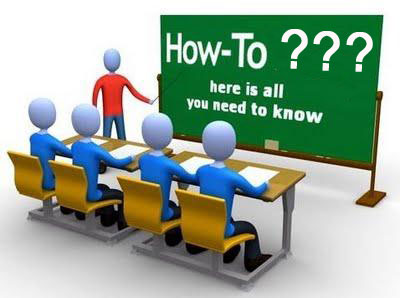 How-To ???
here is all
you need to know